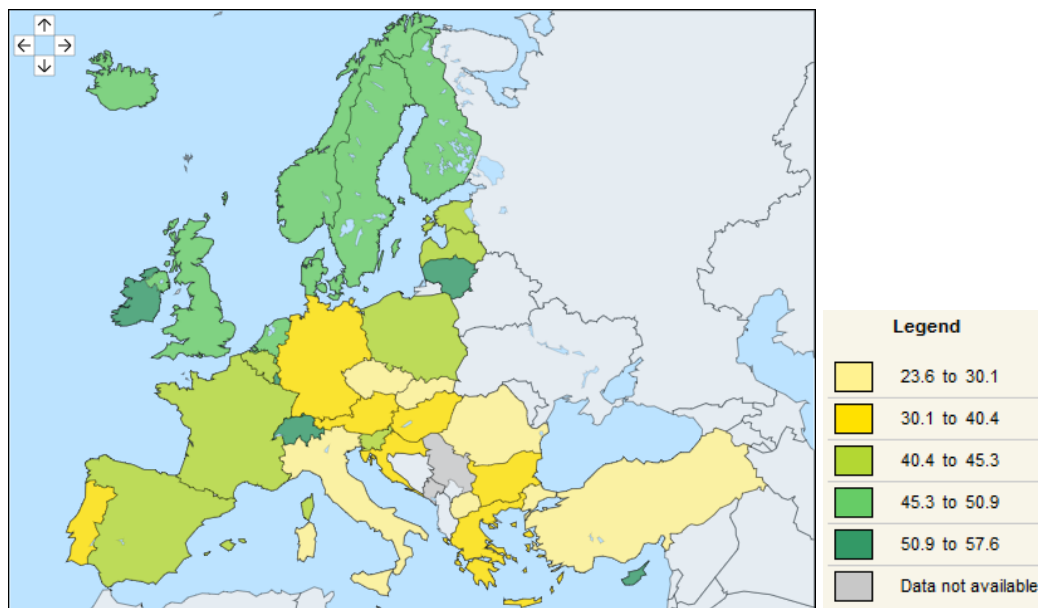 Legend
23.6 to 30.1
30.1 to 40.4
40.4 to 45.3
45.3 to 50.9
50.9 to 57.6
Data not available